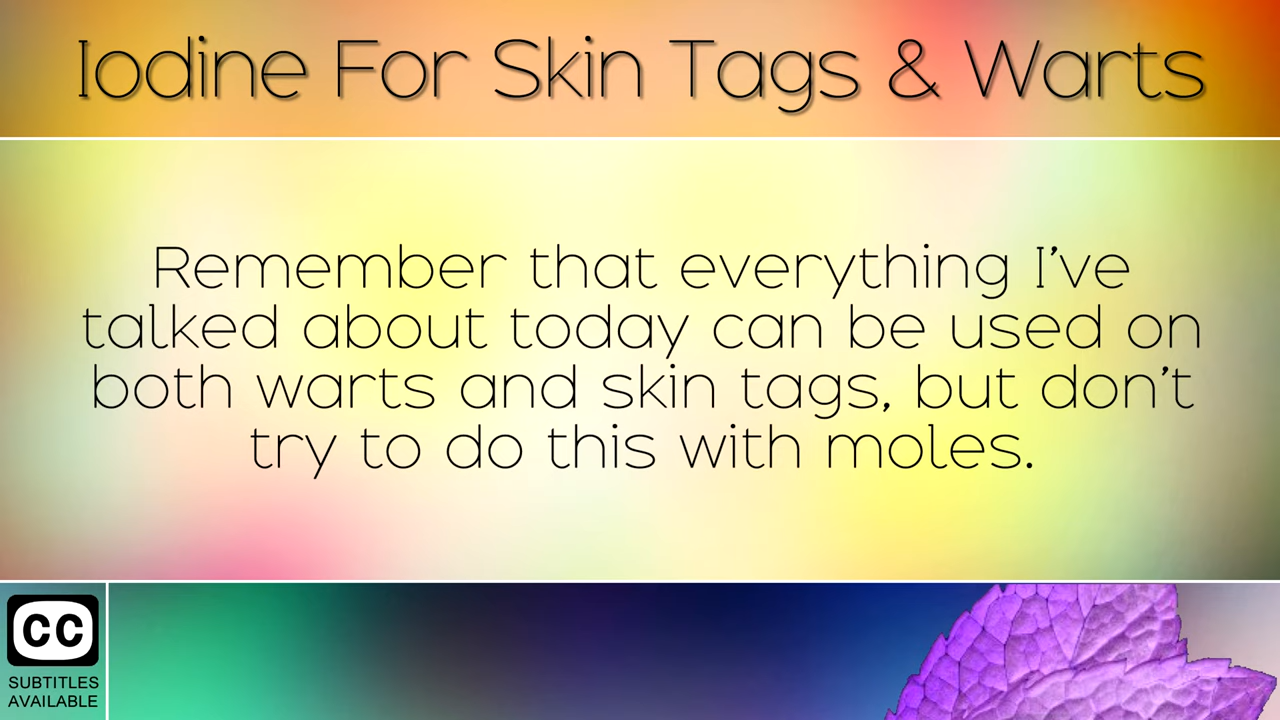 Iodine For Skin Tags & Warts
Remember that everything I've
talked about today can be used on
both warts and skin tags, but don't
try to do this with moles.
CC
SUBTITLES
AVAILABLE